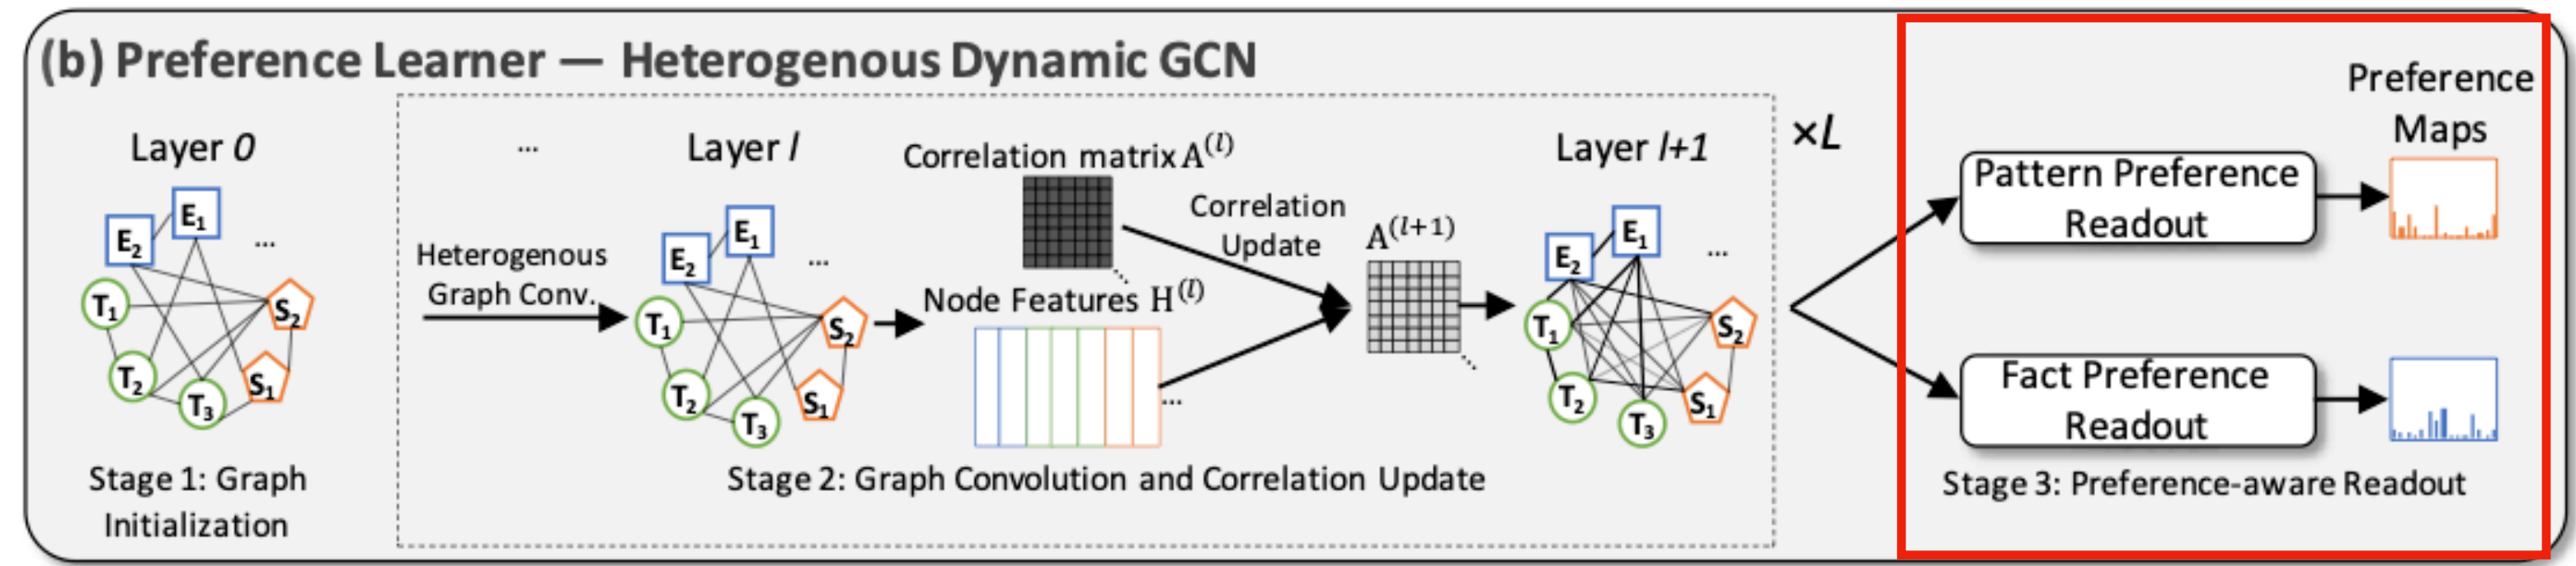 (b) Preference Learner — Heterogenous Dynamic GCN
Layer 0
E₁
E₂
...
T₁
S₂
T₂
S₁
T₃
Stage 1: Graph
Initialization
...
Heterogenous
Graph Conv.
Layer l
E₁
E₂
...
T₁
S₂
T₂
S₁
T₃
Correlation matrix A⁽ˡ⁾
Node Features H⁽ˡ⁾
...
Correlation
Update
A⁽ˡ⁺¹⁾
Layer l+1
E₁
E₂
...
T₁
S₂
T₂
S₁
T₃
×L
Stage 2: Graph Convolution and Correlation Update
Preference
Maps
Pattern Preference
Readout
Fact Preference
Readout
Stage 3: Preference-aware Readout